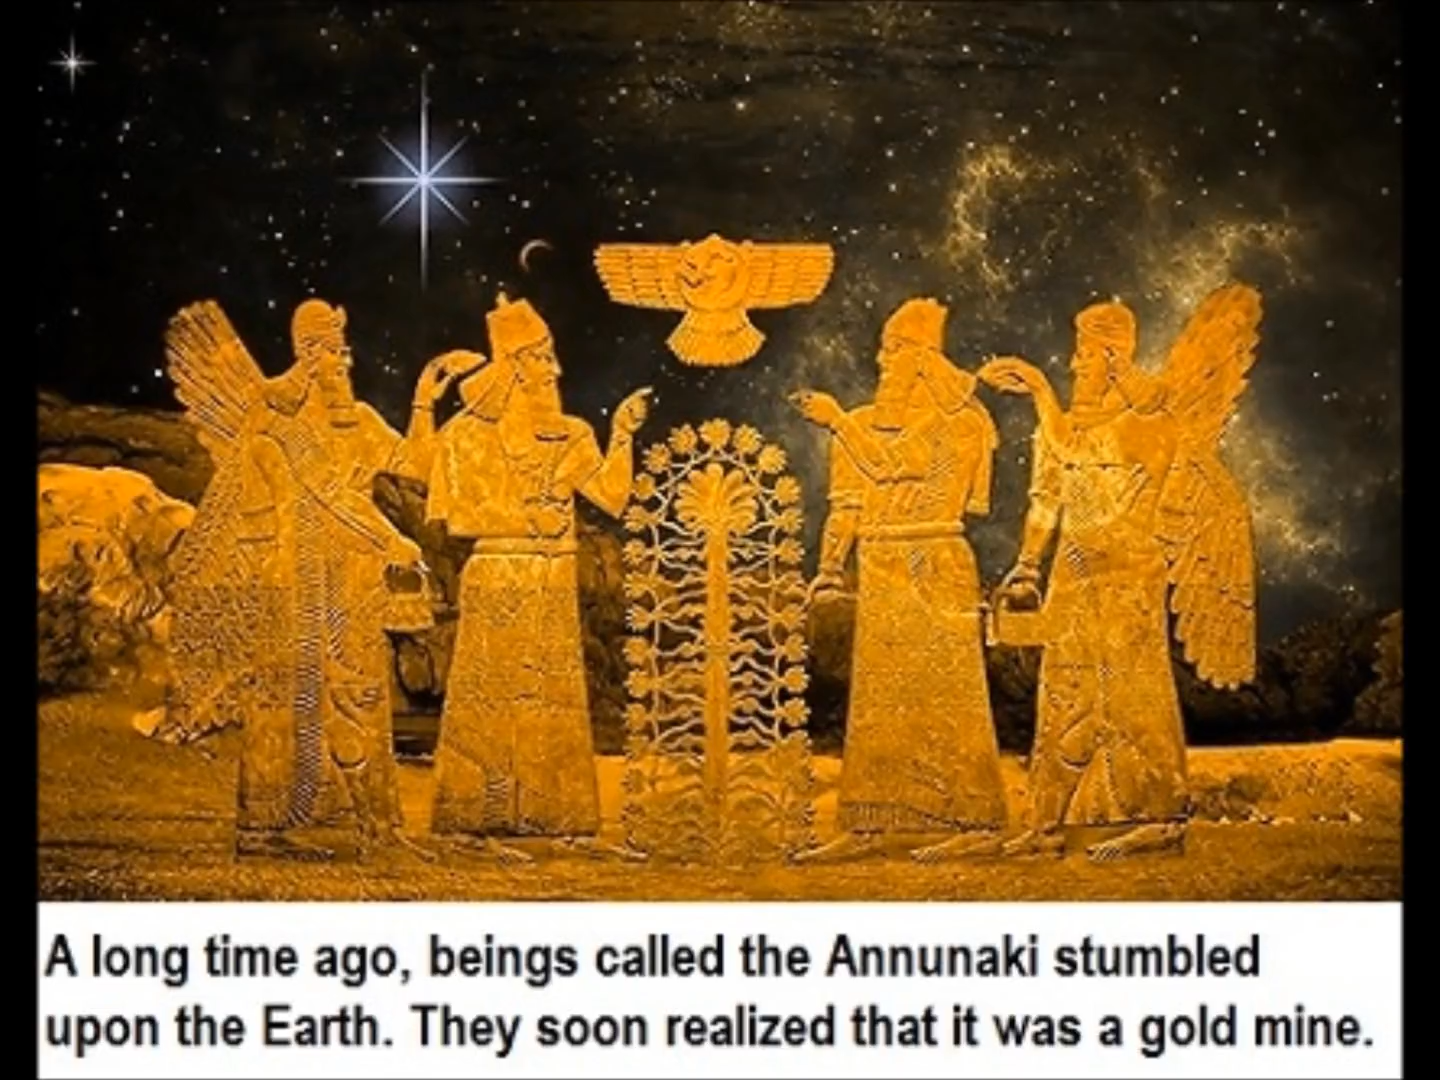 A long time ago, beings called the Annunaki stumbled
upon the Earth. They soon realized that it was a gold mine.